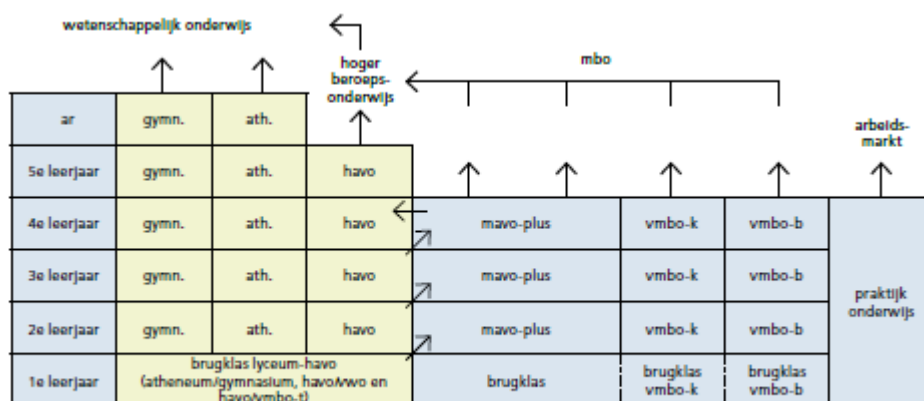 wetenschappelijk onderwijs
hoger
beroeps-
onderwijs
mbo
arbeids-
markt
ar gymn. ath.
5e leerjaar gymn. ath. havo
4e leerjaar gymn. ath. havo mavo-plus vmbo-k vmbo-b
3e leerjaar gymn. ath. havo mavo-plus vmbo-k vmbo-b
praktijk
onderwijs
2e leerjaar gymn. ath. havo mavo-plus vmbo-k vmbo-b
1e leerjaar
brugklas lyceum-havo
(atheneum/gymnasium, havo/vwo en
havo/vmbo-t)
brugklas
brugklas
vmbo-k
brugklas
vmbo-b